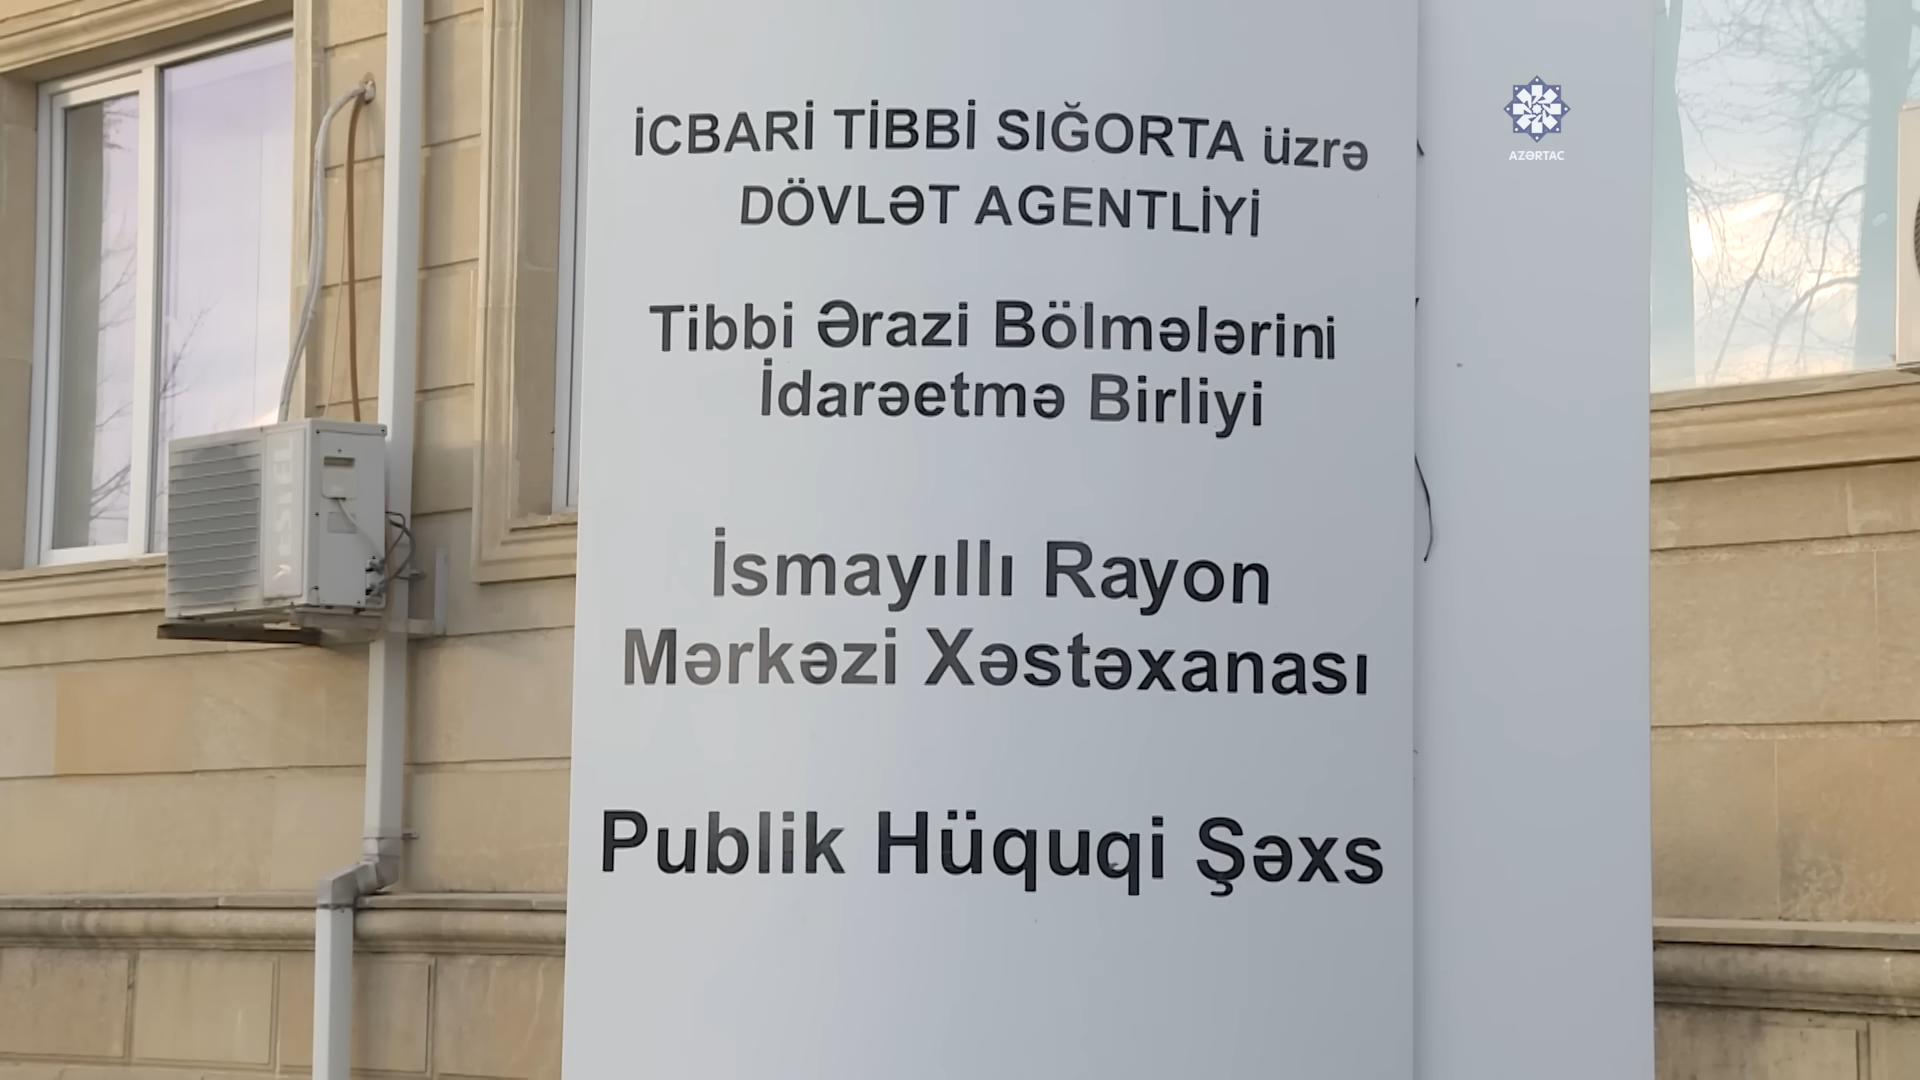 İCBARİ TİBBİ SIĞORTA üzrə
DÖVLƏT AGENTLİYİ
Tibbi Ərazi Bölmələrini
İdarəetmə Birliyi
İsmayıllı Rayon
Mərkəzi Xəstəxanası
Publik Hüquqi Şəxs
AZƏRTAC
VESTEL